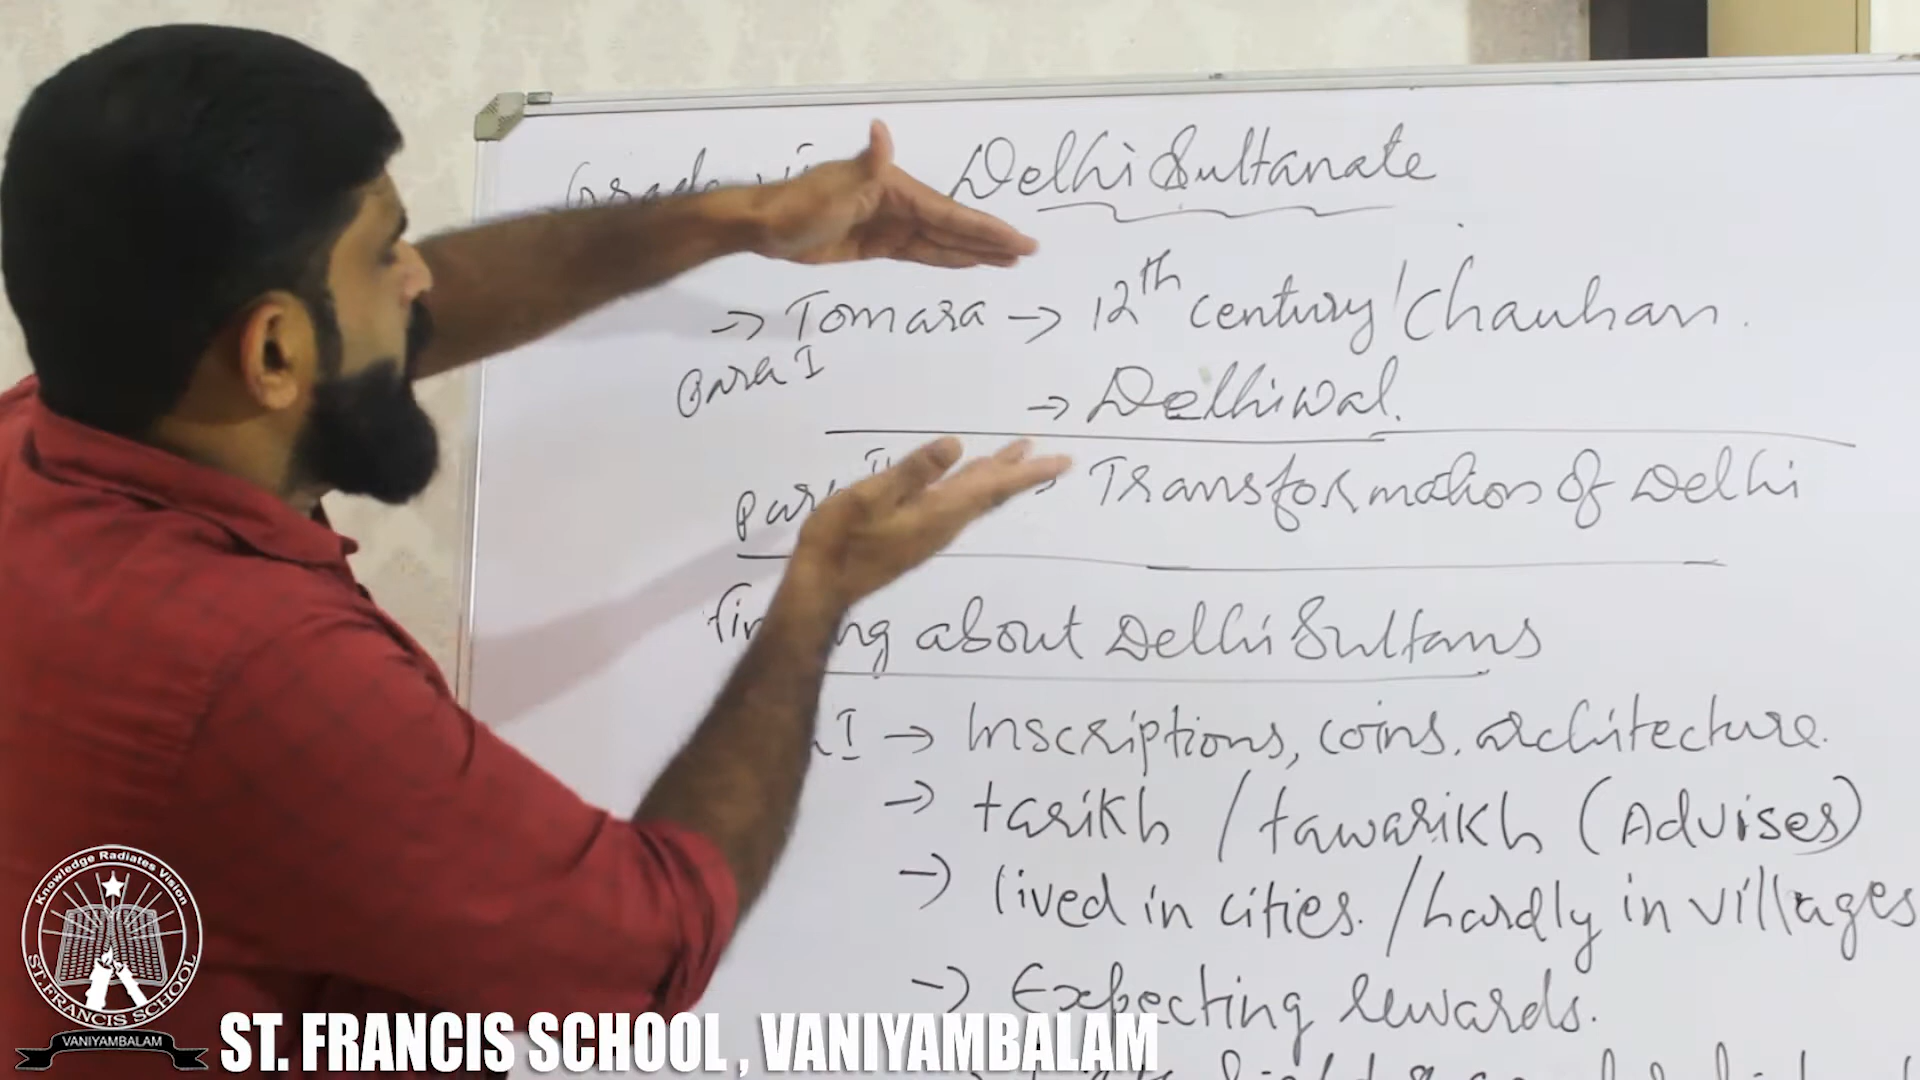 Delhi Sultanate
→ Tomara → 12th century/Chauhan.
Para I
→ Delhiwal.
Transformation of Delhi
about Delhi Sultans
I → Inscriptions, coins, architecture.
→ tarikh / tawarikh (Advises)
→ lived in cities. / hardly in villages
→ Expecting rewards.
Knowledge Radiates Vision
ST. FRANCIS SCHOOL
VANIYAMBALAM
ST. FRANCIS SCHOOL, VANIYAMBALAM